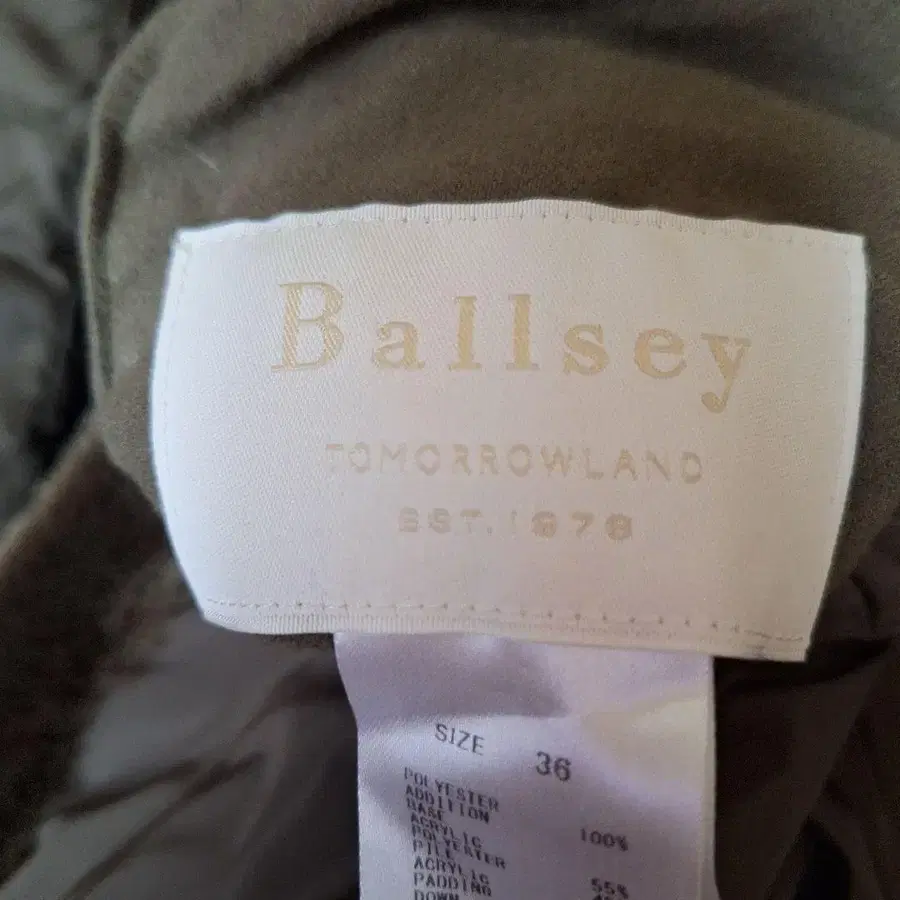 Ballsey
TOMORROWLAND
EST. 1978
SIZE 36
POLYESTER
ADDITION
BASE
ACRYLIC 100%
POLYESTER
PILE
ACRYLIC
PADDING 55%
DOWN